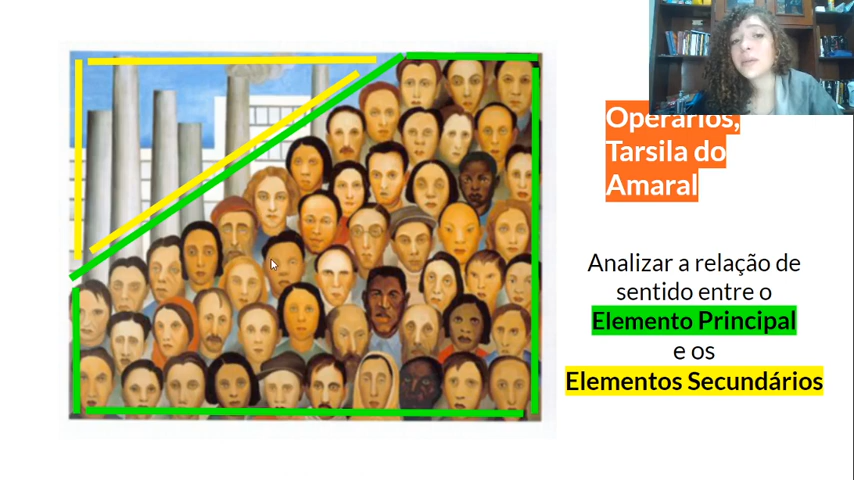 Operários,
Tarsila do
Amaral
Analizar a relação de
sentido entre o
Elemento Principal
e os
Elementos Secundários